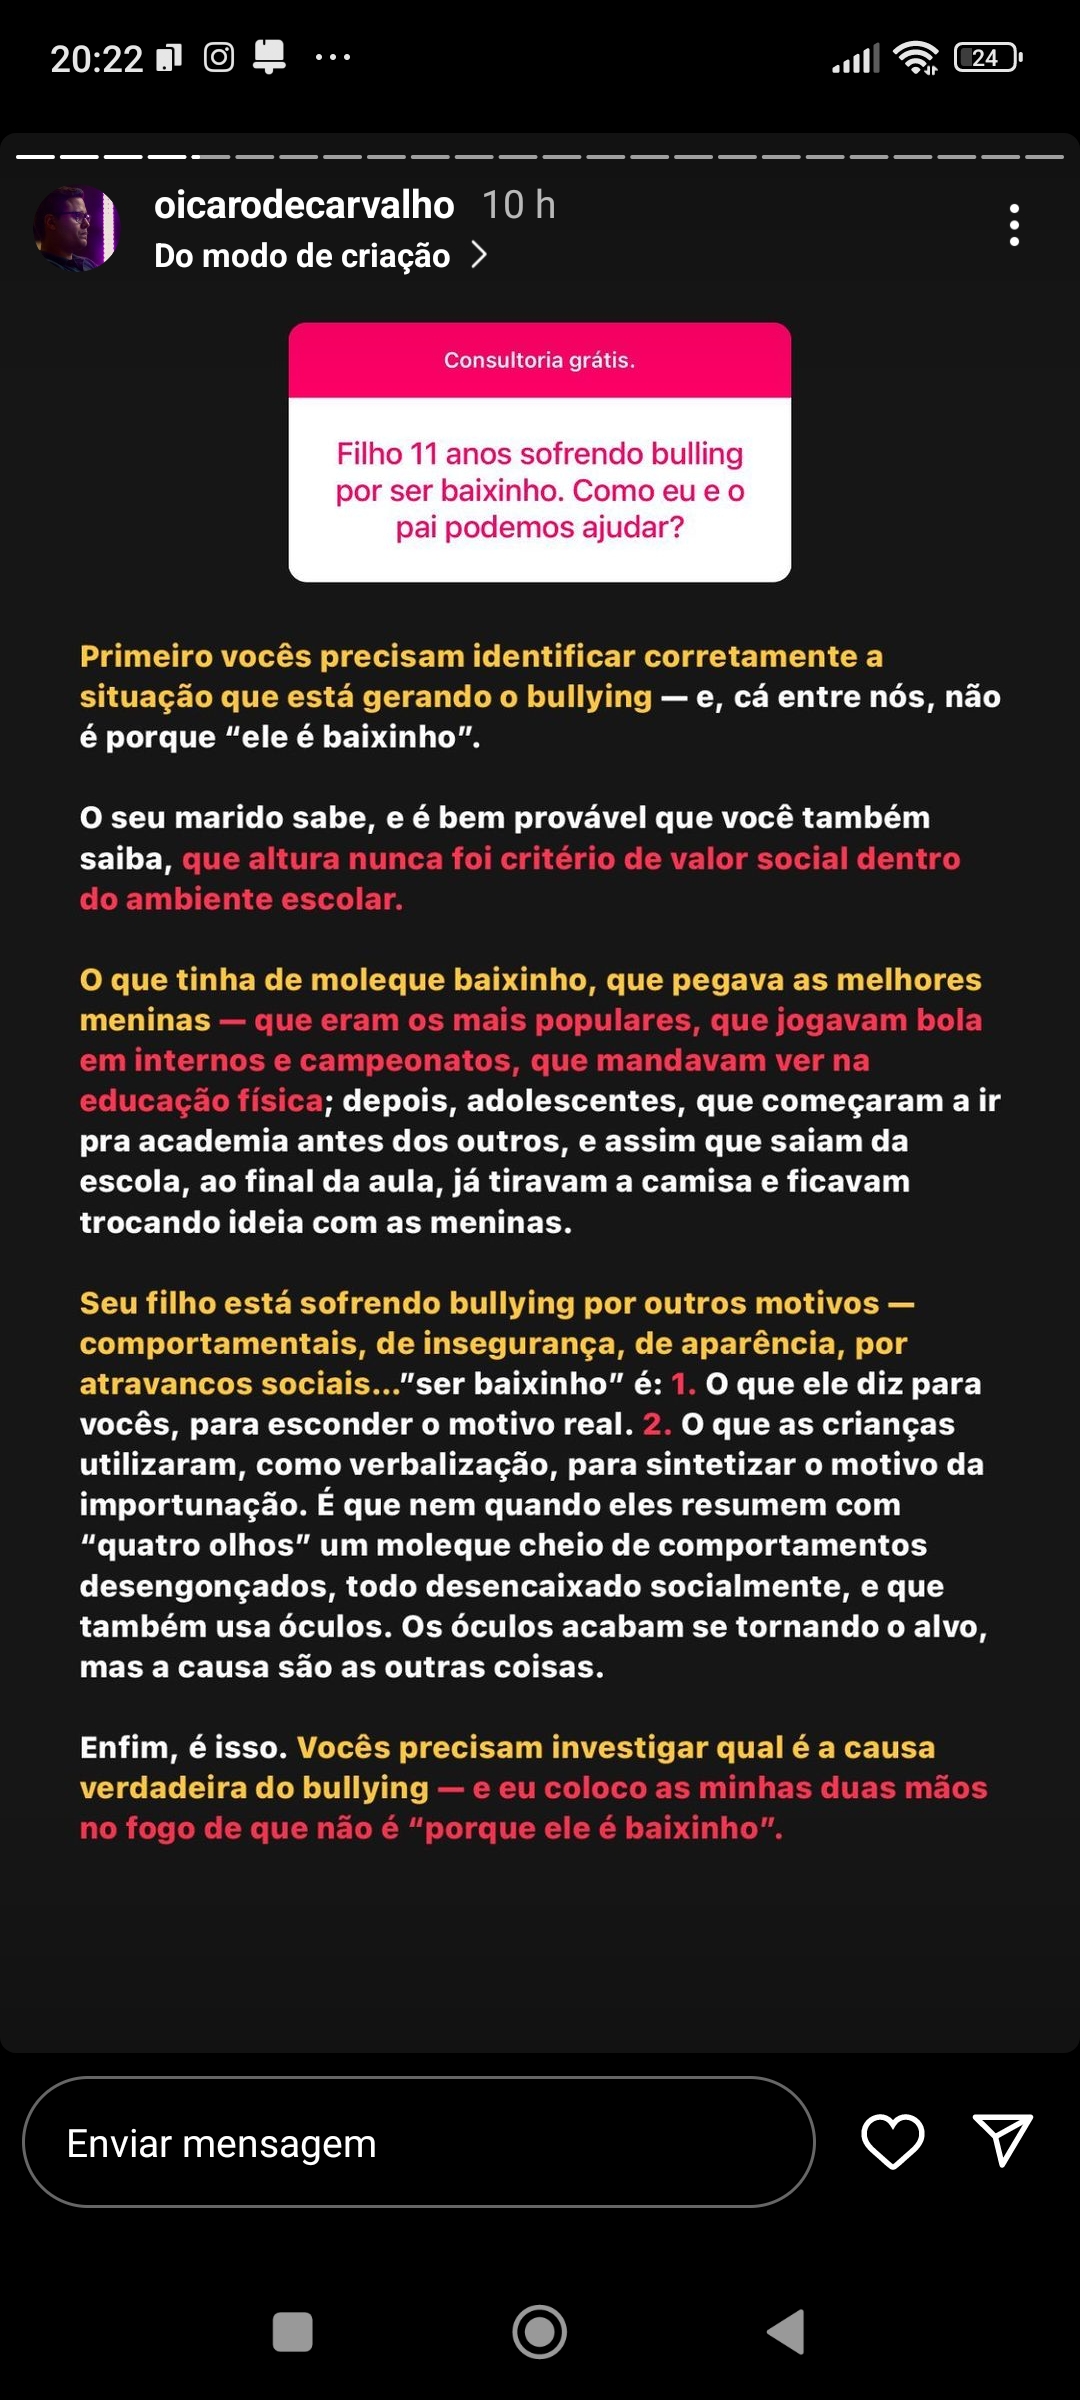 20:22
24
oicarodecarvalho 10 h
Do modo de criação
Consultoria grátis.
Filho 11 anos sofrendo bulling
por ser baixinho. Como eu e o
pai podemos ajudar?
Primeiro vocês precisam identificar corretamente a
situação que está gerando o bullying — e, cá entre nós, não
é porque “ele é baixinho”.
O seu marido sabe, e é bem provável que você também
saiba, que altura nunca foi critério de valor social dentro
do ambiente escolar.
O que tinha de moleque baixinho, que pegava as melhores
meninas — que eram os mais populares, que jogavam bola
em internos e campeonatos, que mandavam ver na
educação física; depois, adolescentes, que começaram a ir
pra academia antes dos outros, e assim que saiam da
escola, ao final da aula, já tiravam a camisa e ficavam
trocando ideia com as meninas.
Seu filho está sofrendo bullying por outros motivos —
comportamentais, de insegurança, de aparência, por
atravancos sociais...”ser baixinho” é: 1. O que ele diz para
vocês, para esconder o motivo real. 2. O que as crianças
utilizaram, como verbalização, para sintetizar o motivo da
importunação. É que nem quando eles resumem com
“quatro olhos” um moleque cheio de comportamentos
desengonçados, todo desencaixado socialmente, e que
também usa óculos. Os óculos acabam se tornando o alvo,
mas a causa são as outras coisas.
Enfim, é isso. Vocês precisam investigar qual é a causa
verdadeira do bullying — e eu coloco as minhas duas mãos
no fogo de que não é “porque ele é baixinho”.
Enviar mensagem